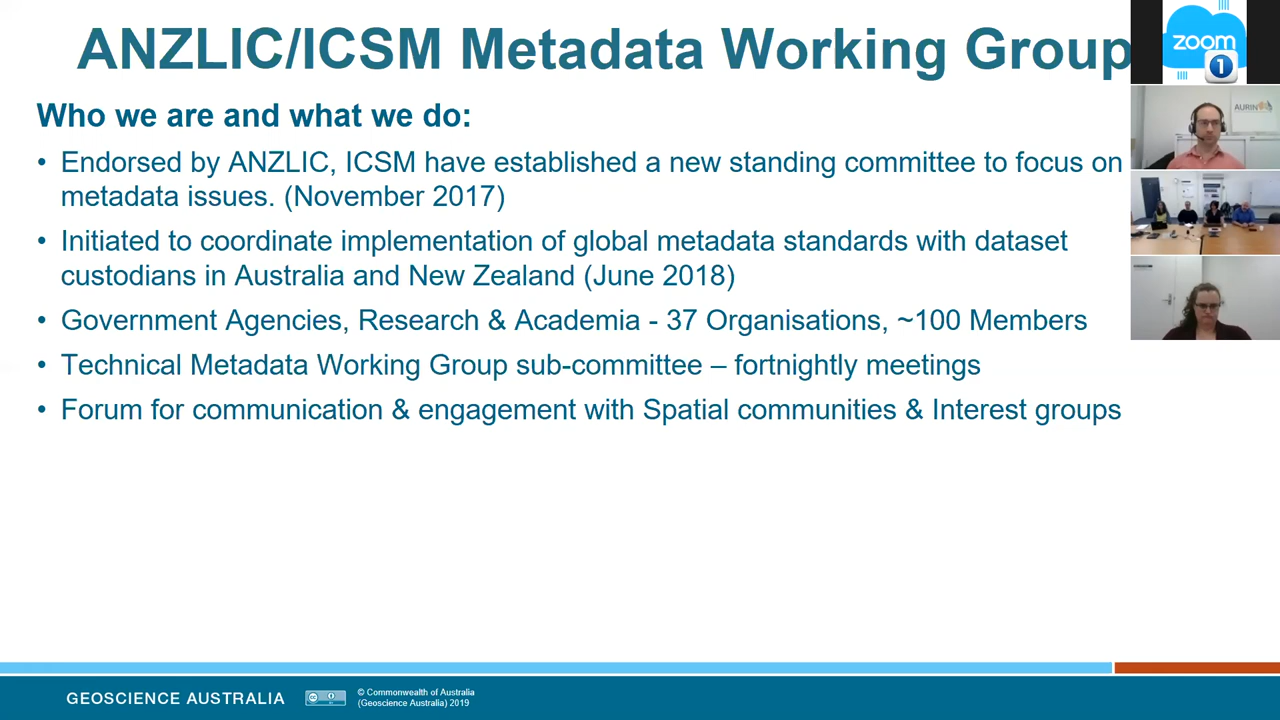 ANZLIC/ICSM Metadata Working Group
Who we are and what we do:
• Endorsed by ANZLIC, ICSM have established a new standing committee to focus on
metadata issues. (November 2017)
• Initiated to coordinate implementation of global metadata standards with dataset
custodians in Australia and New Zealand (June 2018)
• Government Agencies, Research & Academia - 37 Organisations, ~100 Members
• Technical Metadata Working Group sub-committee – fortnightly meetings
• Forum for communication & engagement with Spatial communities & Interest groups
zoom
1
AURIN
GEOSCIENCE AUSTRALIA
cc
BY
© Commonwealth of Australia
(Geoscience Australia) 2019